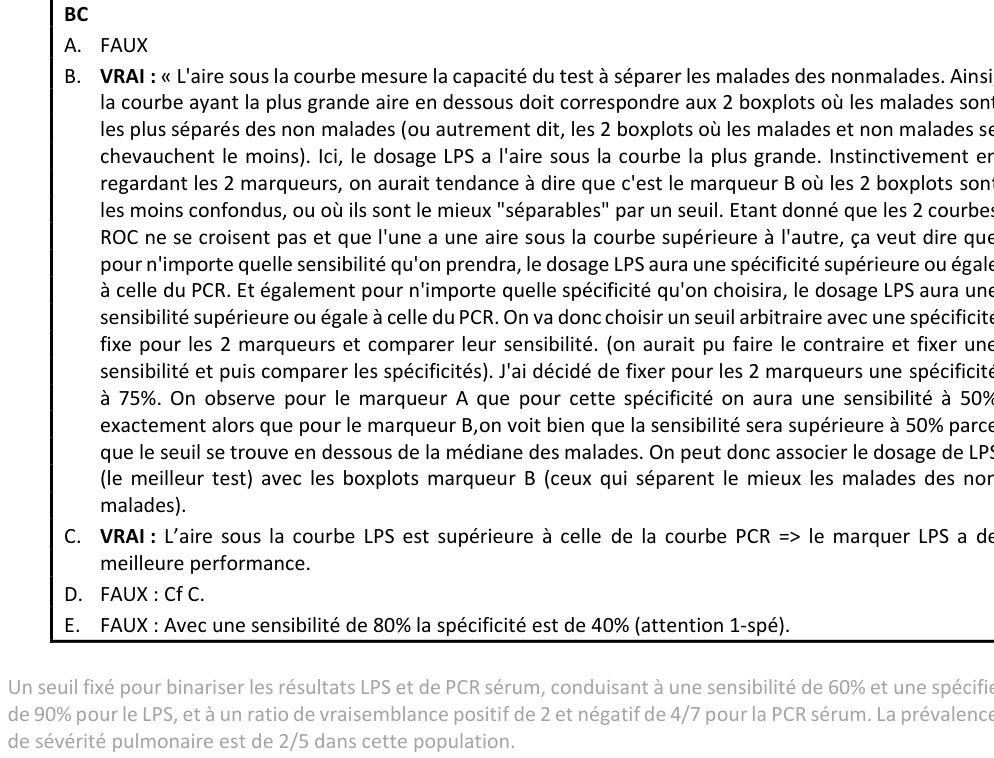 BC
A. FAUX
B. VRAI : « L'aire sous la courbe mesure la capacité du test à séparer les malades des nonmalades. Ainsi
la courbe ayant la plus grande aire en dessous doit correspondre aux 2 boxplots où les malades sont
les plus séparés des non malades (ou autrement dit, les 2 boxplots où les malades et non malades se
chevauchent le moins). Ici, le dosage LPS a l'aire sous la courbe la plus grande. Instinctivement en
regardant les 2 marqueurs, on aurait tendance à dire que c'est le marqueur B où les 2 boxplots sont
les moins confondus, ou où ils sont le mieux "séparables" par un seuil. Etant donné que les 2 courbes
ROC ne se croisent pas et que l'une a une aire sous la courbe supérieure à l'autre, ça veut dire que
pour n'importe quelle sensibilité qu'on prendra, le dosage LPS aura une spécificité supérieure ou égale
à celle du PCR. Et également pour n'importe quelle spécificité qu'on choisira, le dosage LPS aura une
sensibilité supérieure ou égale à celle du PCR. On va donc choisir un seuil arbitraire avec une spécificité
fixe pour les 2 marqueurs et comparer leur sensibilité. (on aurait pu faire le contraire et fixer une
sensibilité et puis comparer les spécificités). J'ai décidé de fixer pour les 2 marqueurs une spécificité
à 75%. On observe pour le marqueur A que pour cette spécificité on aura une sensibilité à 50%
exactement alors que pour le marqueur B,on voit bien que la sensibilité sera supérieure à 50% parce
que le seuil se trouve en dessous de la médiane des malades. On peut donc associer le dosage de LPS
(le meilleur test) avec les boxplots marqueur B (ceux qui séparent le mieux les malades des non
malades).
C. VRAI : L’aire sous la courbe LPS est supérieure à celle de la courbe PCR => le marquer LPS a de
meilleure performance.
D. FAUX : Cf C.
E. FAUX : Avec une sensibilité de 80% la spécificité est de 40% (attention 1-spé).
Un seuil fixé pour binariser les résultats LPS et de PCR sérum, conduisant à une sensibilité de 60% et une spécifie
de 90% pour le LPS, et à un ratio de vraisemblance positif de 2 et négatif de 4/7 pour la PCR sérum. La prévalence
de sévérité pulmonaire est de 2/5 dans cette population.